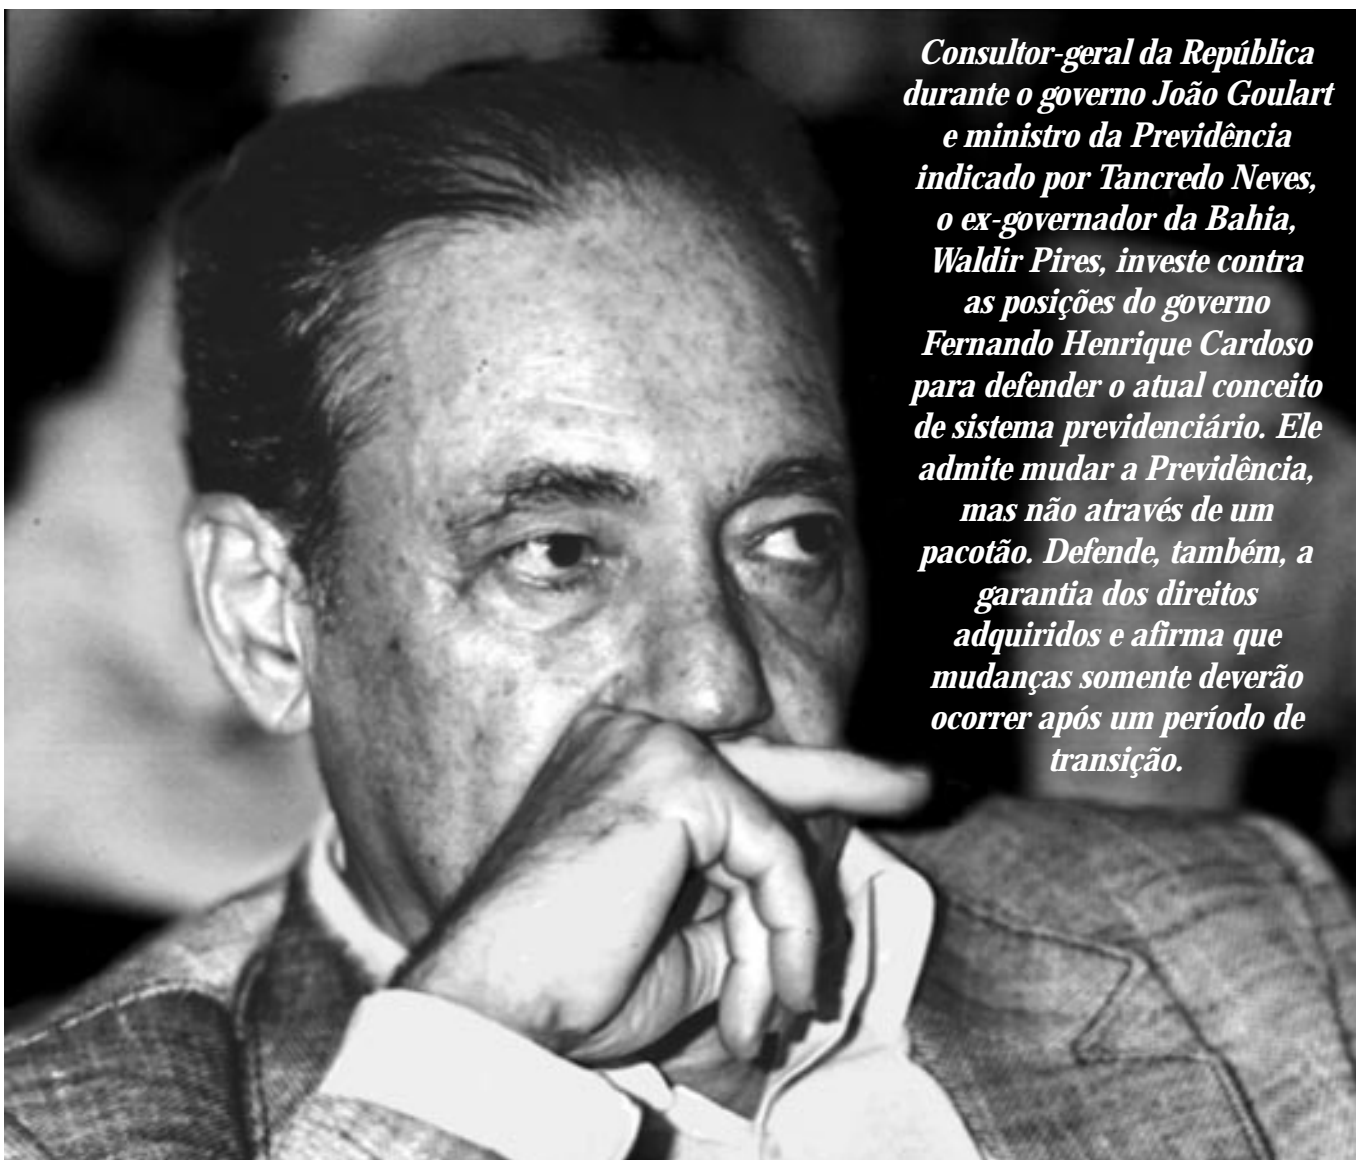 Consultor-geral da República
durante o governo João Goulart
e ministro da Previdência
indicado por Tancredo Neves,
o ex-governador da Bahia,
Waldir Pires, investe contra
as posições do governo
Fernando Henrique Cardoso
para defender o atual conceito
de sistema previdenciário. Ele
admite mudar a Previdência,
mas não através de um
pacotão. Defende, também, a
garantia dos direitos
adquiridos e afirma que
mudanças somente deverão
ocorrer após um período de
transição.